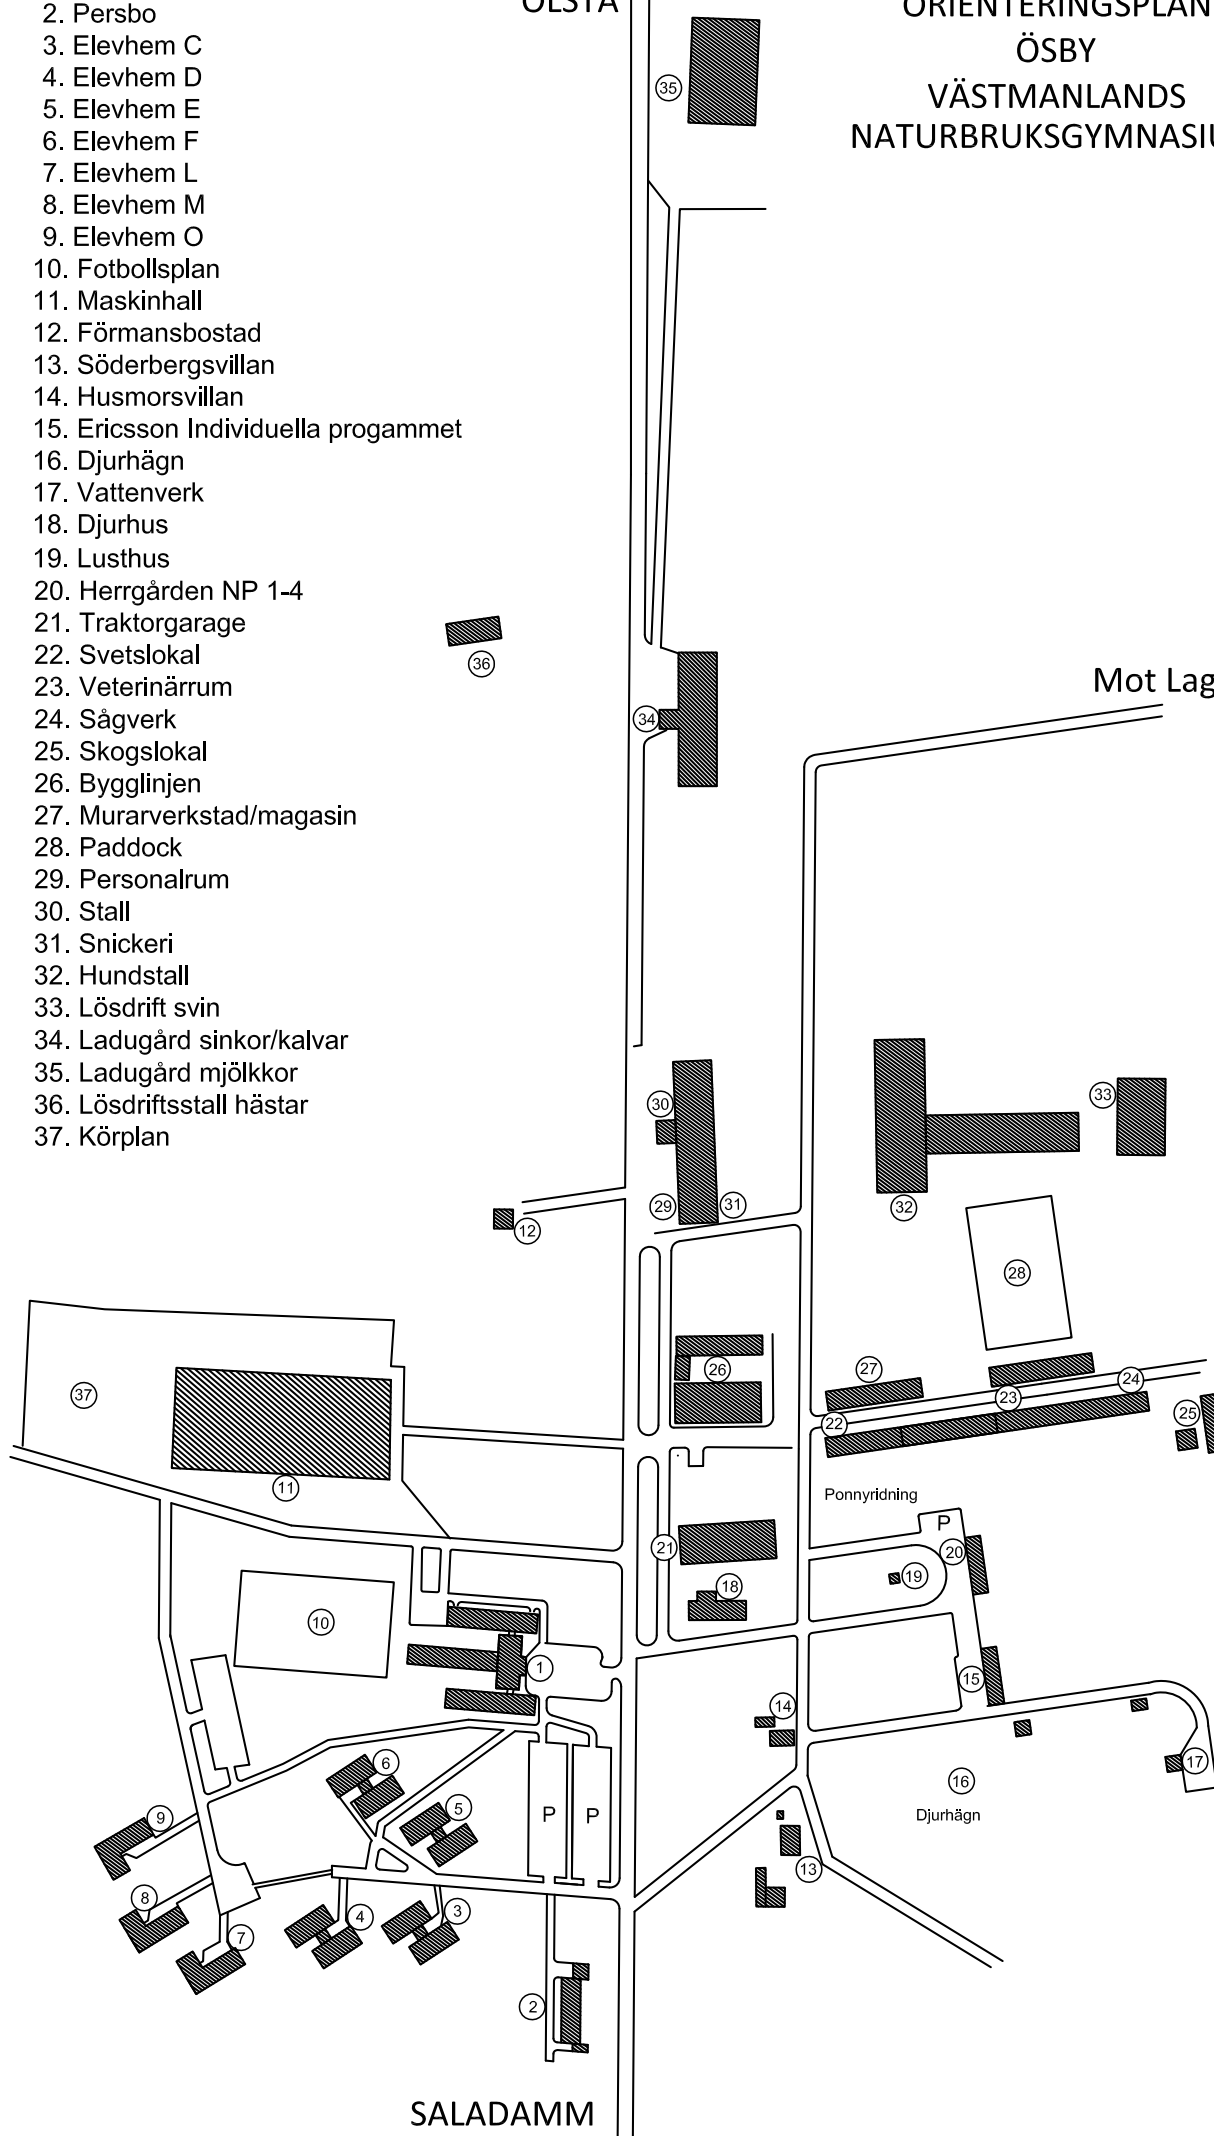 2. Persbo
3. Elevhem C
4. Elevhem D
5. Elevhem E
6. Elevhem F
7. Elevhem L
8. Elevhem M
9. Elevhem O
10. Fotbollsplan
11. Maskinhall
12. Förmansbostad
13. Söderbergsvillan
14. Husmorsvillan
15. Ericsson Individuella progammet
16. Djurhägn
17. Vattenverk
18. Djurhus
19. Lusthus
20. Herrgården NP 1-4
21. Traktorgarage
22. Svetslokal
23. Veterinärrum
24. Sågverk
25. Skogslokal
26. Bygglinjen
27. Murarverkstad/magasin
28. Paddock
29. Personalrum
30. Stall
31. Snickeri
32. Hundstall
33. Lösdrift svin
34. Ladugård sinkor/kalvar
35. Ladugård mjölkkor
36. Lösdriftsstall hästar
37. Körplan
ÖLSTA
ORIENTERINGSPLAN
ÖSBY
VÄSTMANLANDS
NATURBRUKSGYMNASIU
35
36
Mot Lag
34
33
30
29
31
32
12
28
26
27
24
37
23
22
25
11
Ponnyridning
P
21
20
19
18
10
1
15
14
17
6
16
5
P
P
Djurhägn
9
13
8
4
3
7
2
SALADAMM